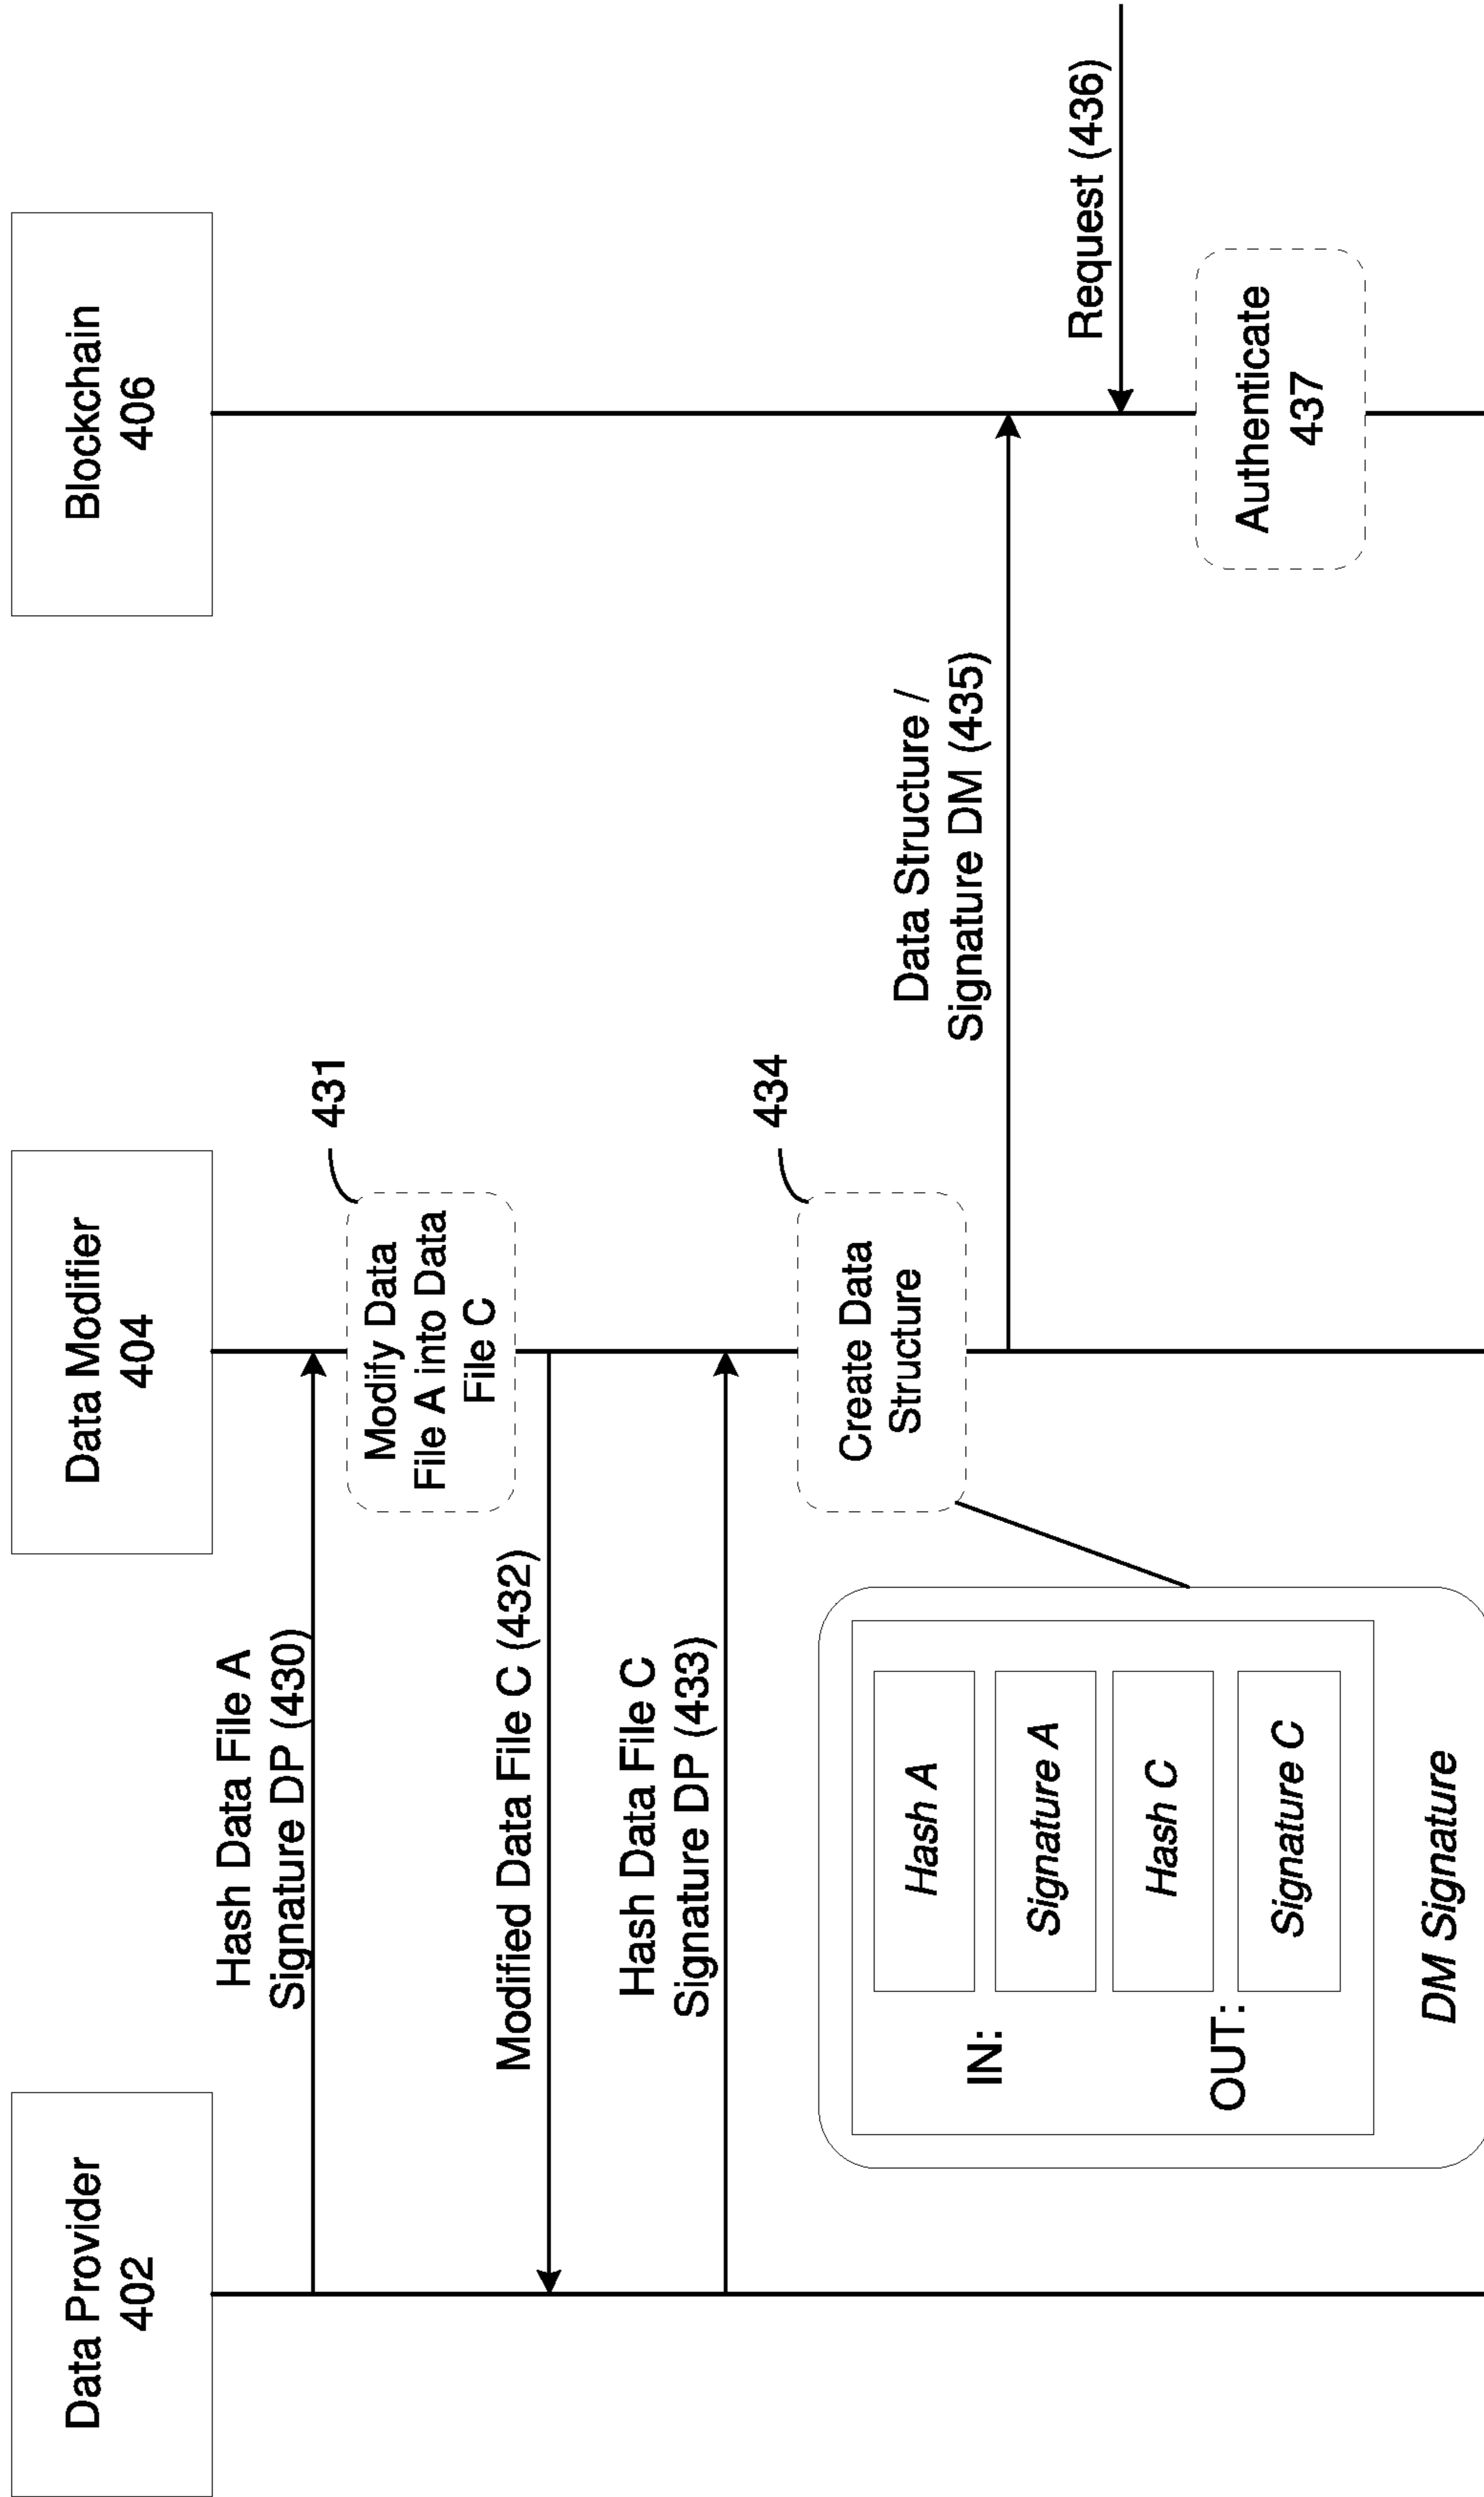 Data Provider
402
Data Modifier
404
Blockchain
406
Hash Data File A
Signature DP (430)
431
Modify Data
File A into Data
File C
Modified Data File C (432)
Hash Data File C
Signature DP (433)
434
Create Data
Structure
IN:
Hash A
Signature A
OUT:
Hash C
Signature C
DM Signature
Data Structure /
Signature DM (435)
Request (436)
Authenticate
437